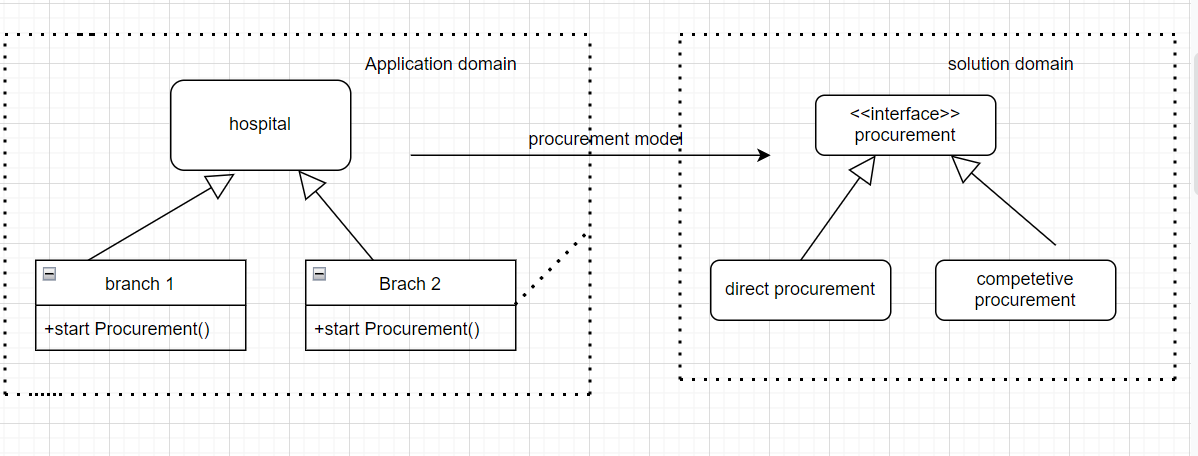 Application domain
hospital
branch 1
+start Procurement()
Brach 2
+start Procurement()
procurement model
solution domain
<<interface>>
procurement
direct procurement
competetive
procurement